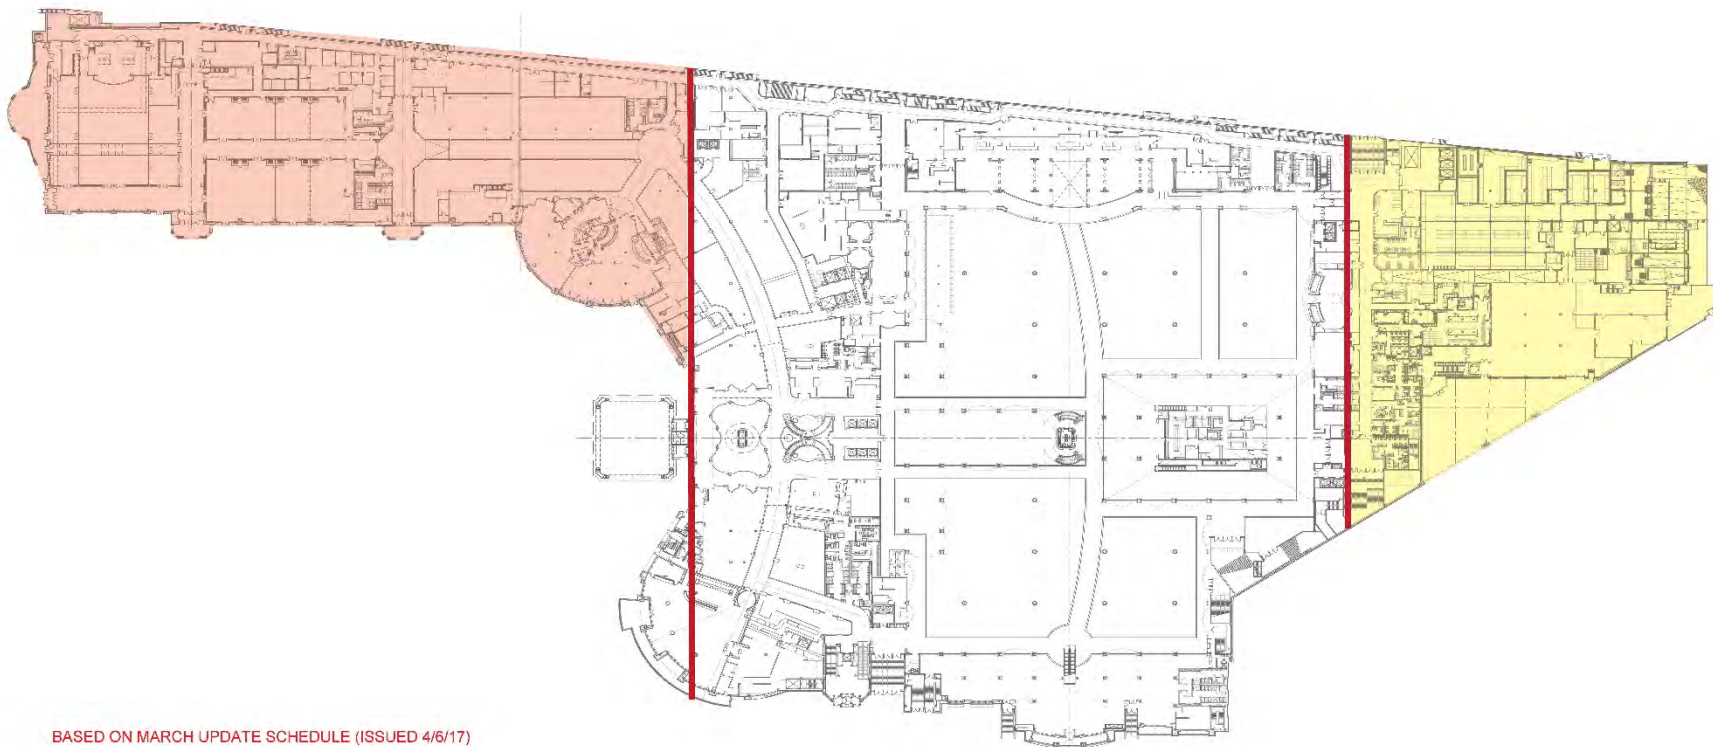 BASED ON MARCH UPDATE SCHEDULE (ISSUED 4/6/17)